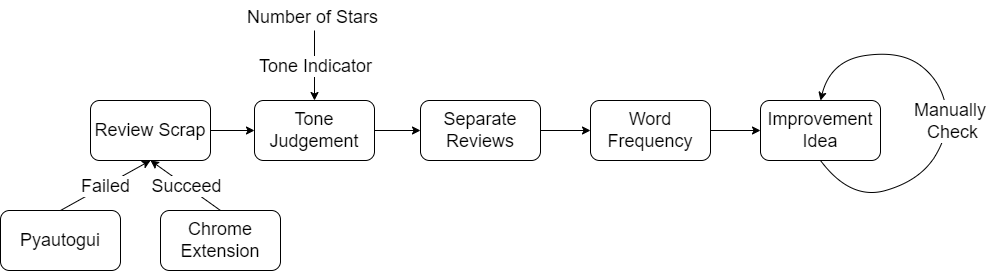 Number of Stars
Tone Indicator
Review Scrap
Tone
Judgement
Separate
Reviews
Word
Frequency
Improvement
Idea
Manually
Check
Failed
Succeed
Pyautogui
Chrome
Extension